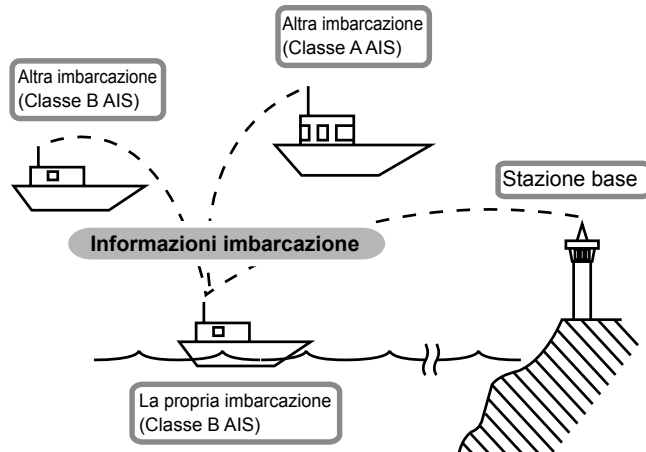 Altra imbarcazione
(Classe A AIS)
Altra imbarcazione
(Classe B AIS)
Stazione base
Informazioni imbarcazione
La propria imbarcazione
(Classe B AIS)